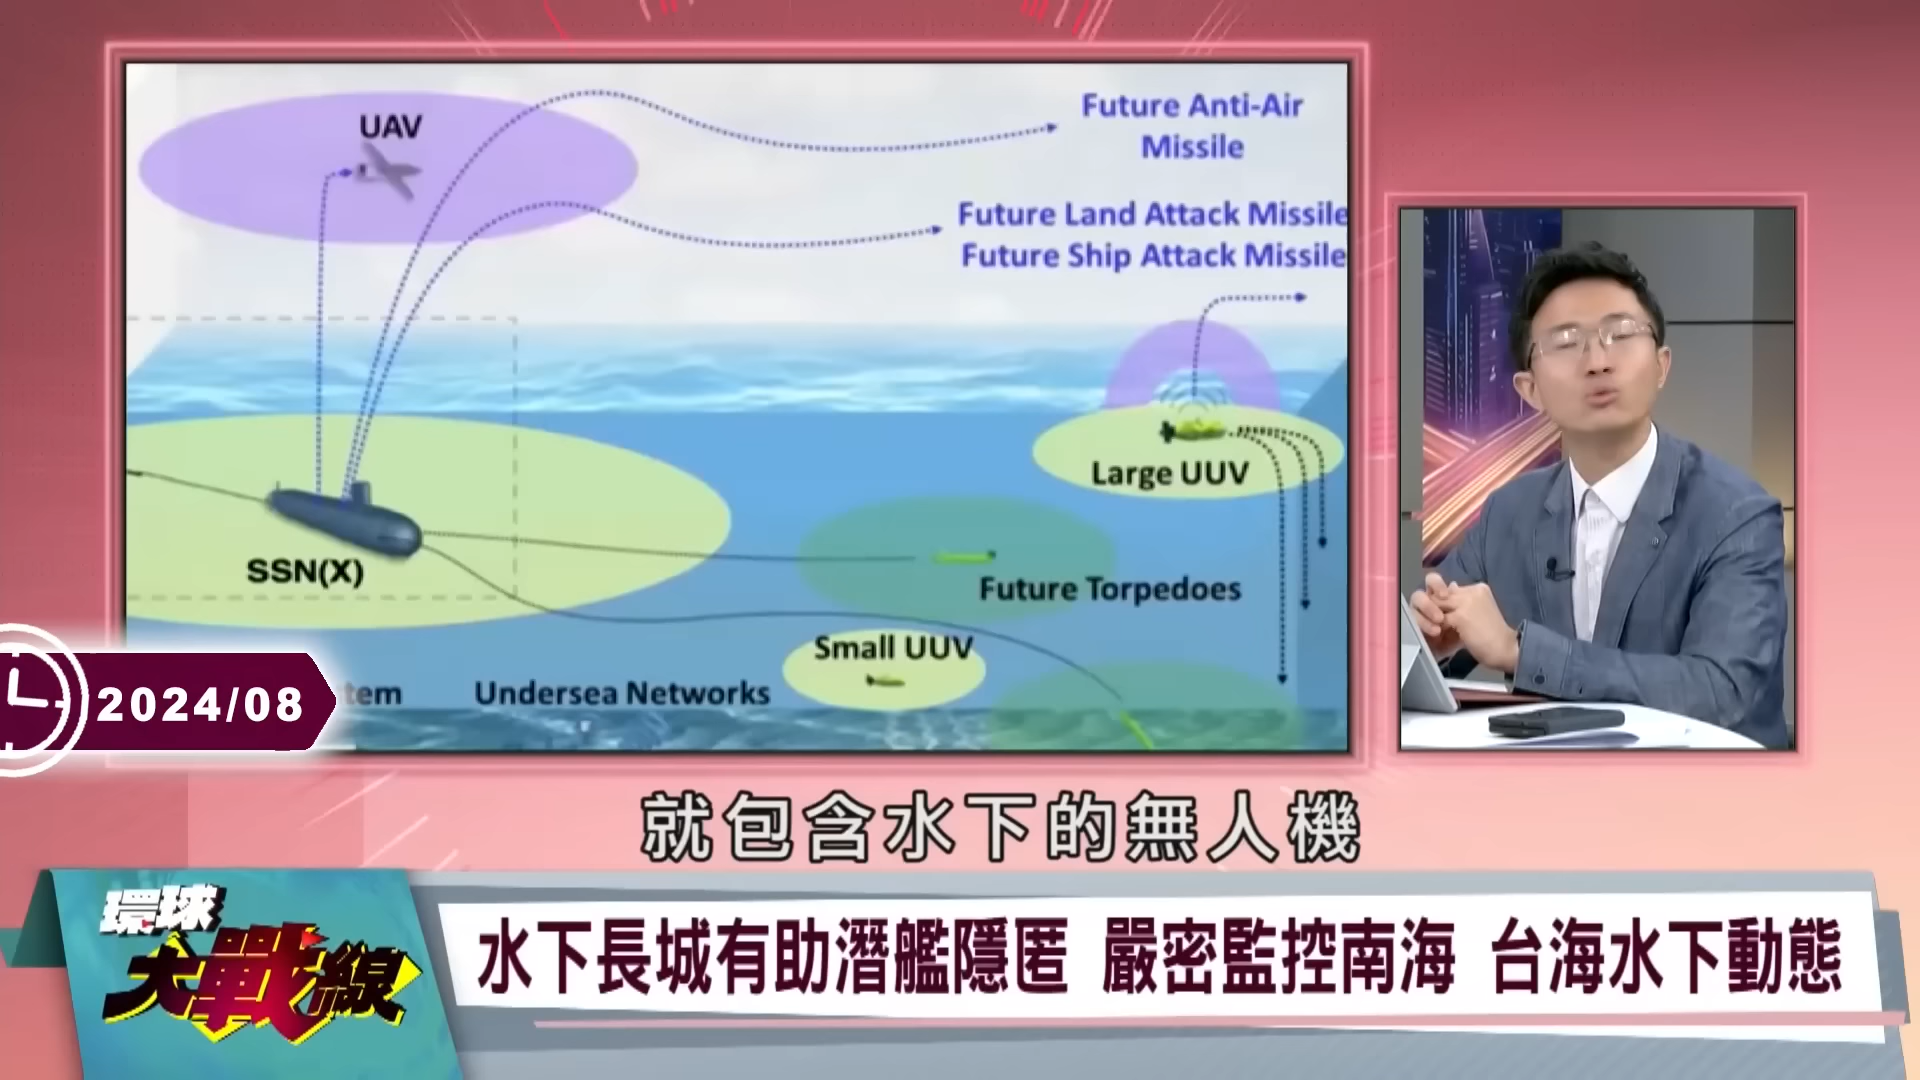 UAV
Future Anti-Air
Missile
Future Land Attack Missile
Future Ship Attack Missile
Large UUV
SSN(X)
Future Torpedoes
Small UUV
tem
Undersea Networks
2024/08
就包含水下的無人機
環球
大戰線
水下長城有助潛艦隱匿 嚴密監控南海 台海水下動態